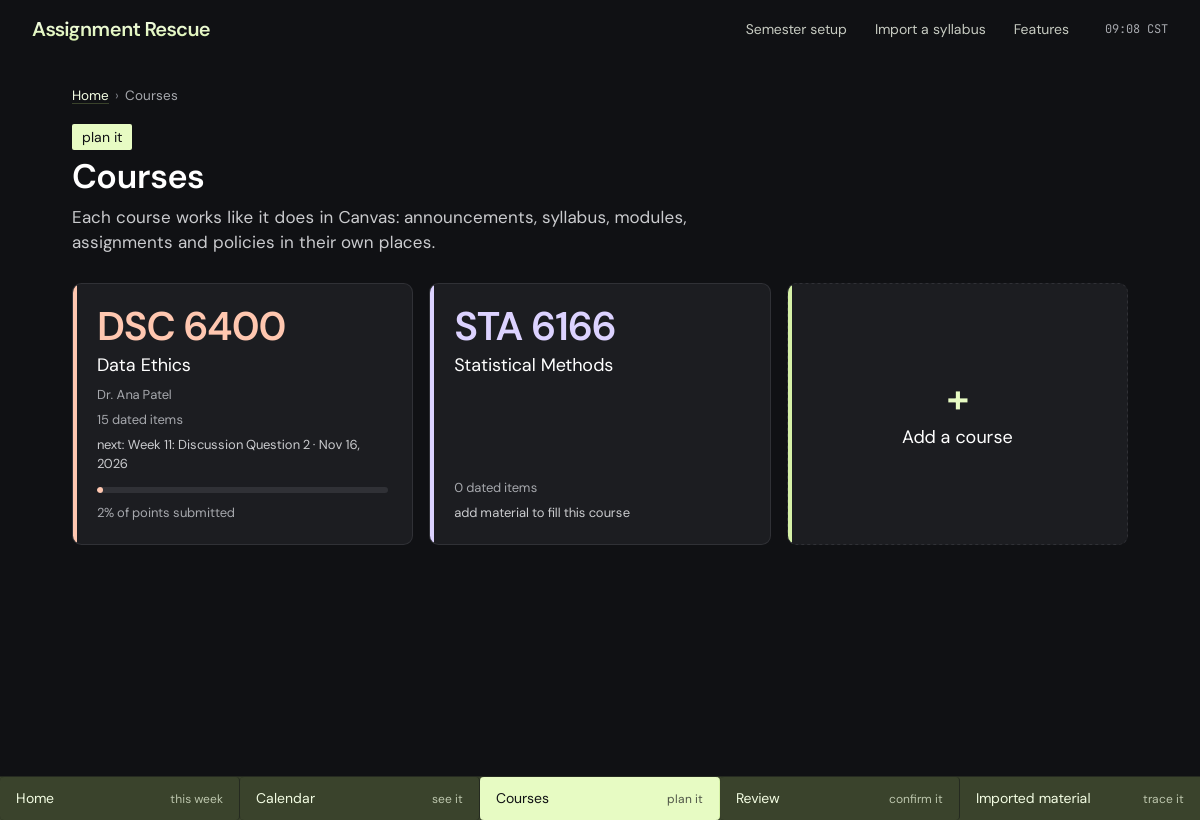 Assignment Rescue
Semester setup
Import a syllabus
Features
09:08 CST
Home › Courses
plan it
Courses
Each course works like it does in Canvas: announcements, syllabus, modules,
assignments and policies in their own places.
DSC 6400
Data Ethics
Dr. Ana Patel
15 dated items
next: Week 11: Discussion Question 2 · Nov 16,
2026
2% of points submitted
STA 6166
Statistical Methods
0 dated items
add material to fill this course
+
Add a course
Home this week
Calendar see it
Courses plan it
Review confirm it
Imported material trace it